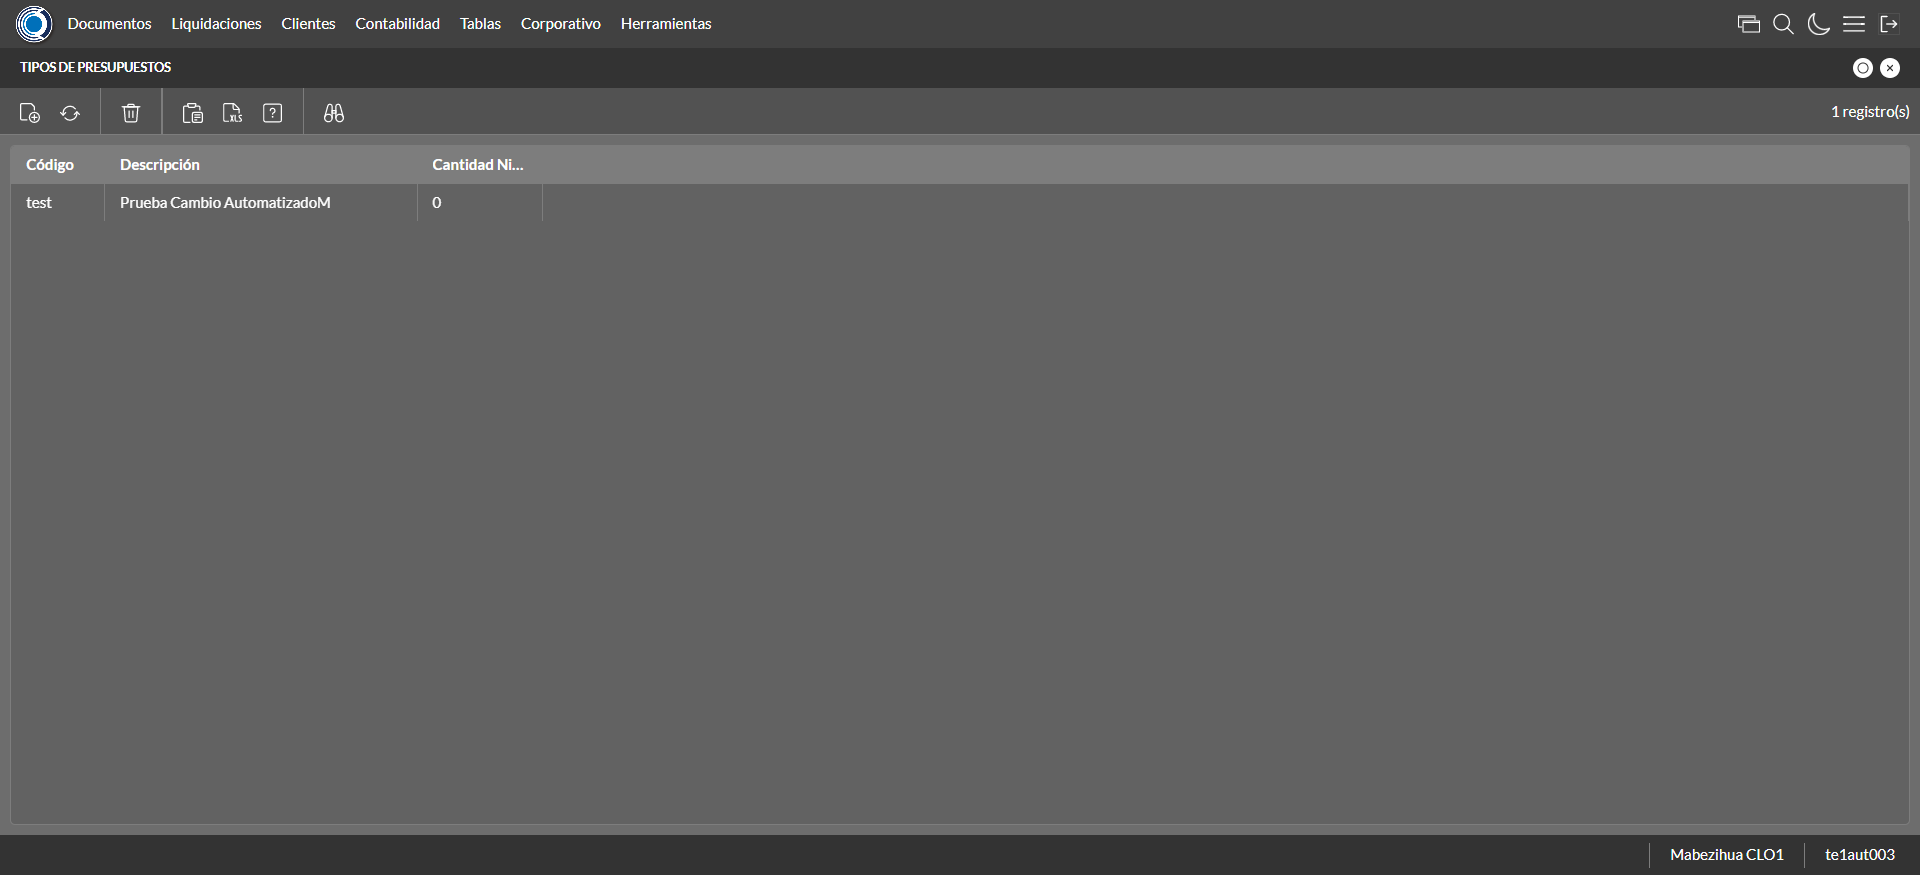 Documentos Liquidaciones Clientes Contabilidad Tablas Corporativo Herramientas
TIPOS DE PRESUPUESTOS
XLS ? 1 registro(s)
Código Descripción Cantidad Ni...
test Prueba Cambio AutomatizadoM 0
Mabezihua CLO1 te1aut003